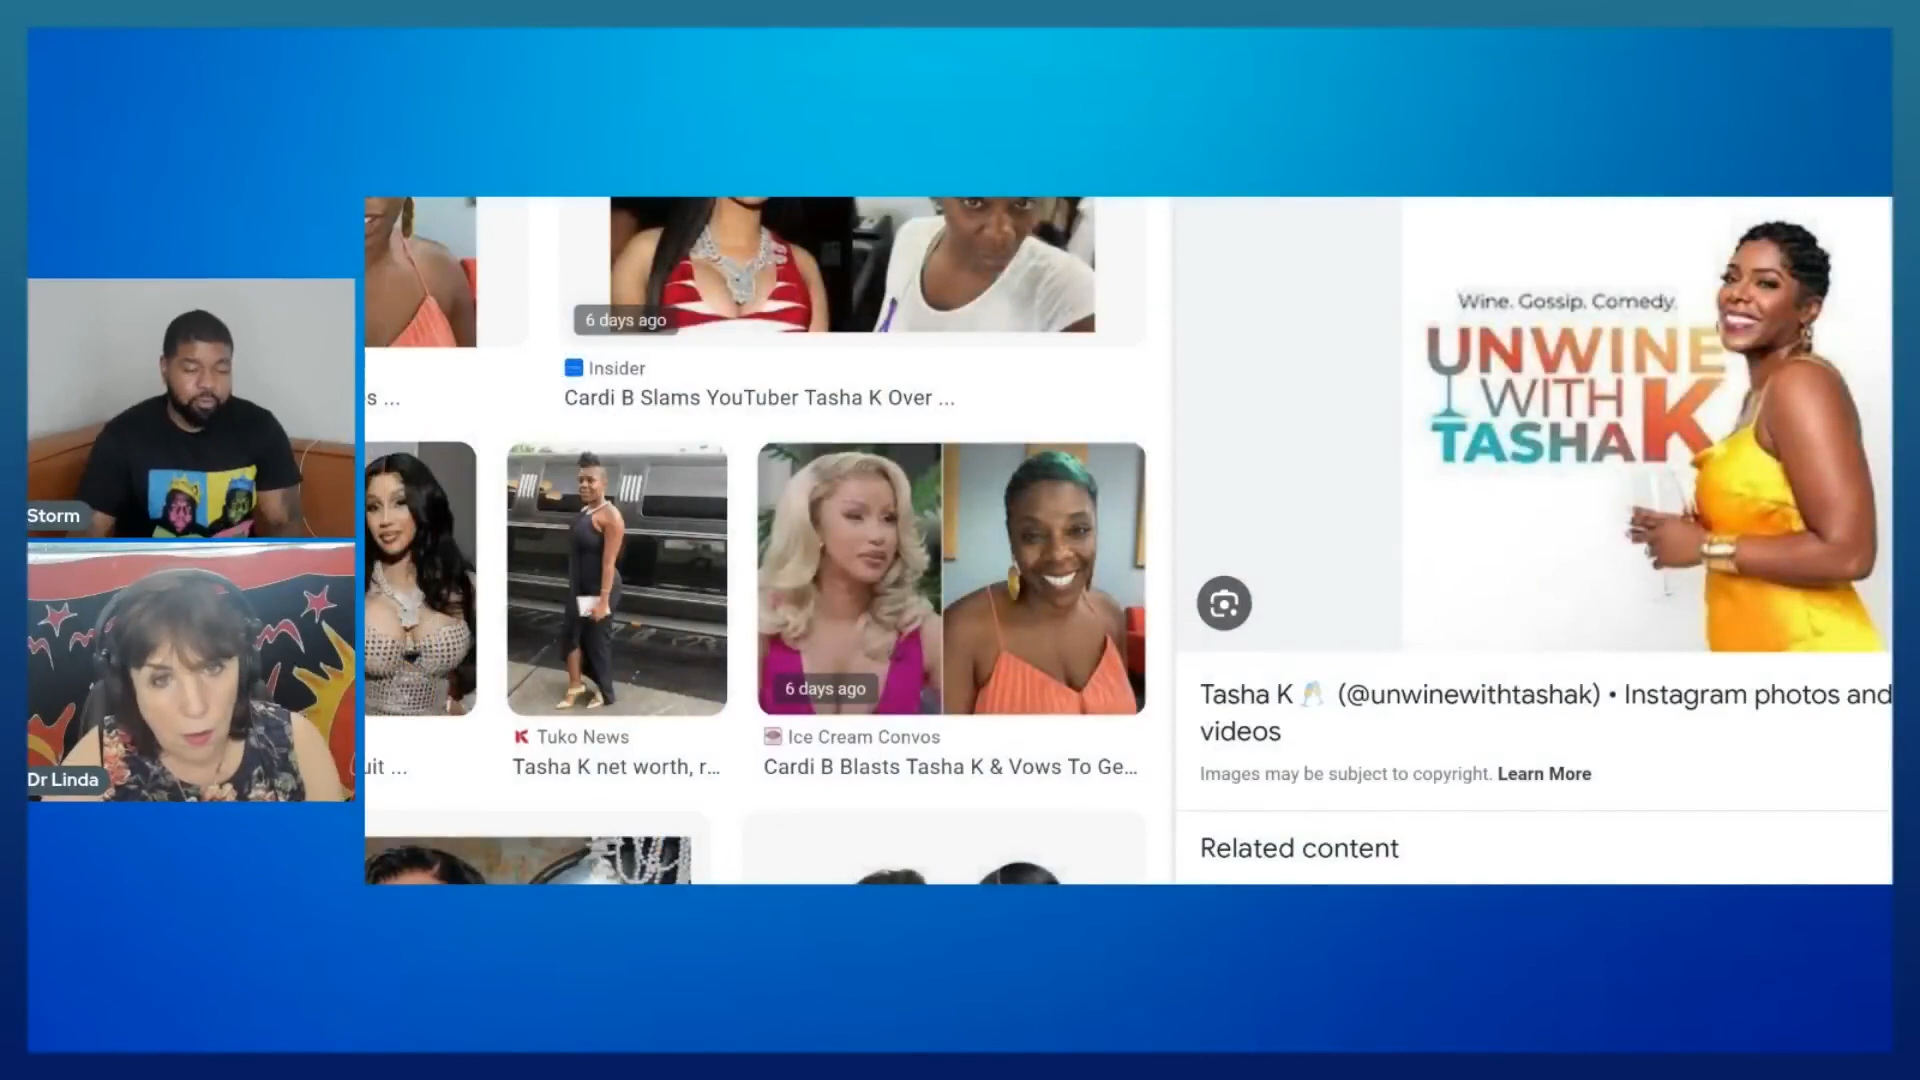 Storm
Dr Linda
6 days ago
Insider
s ...
Cardi B Slams YouTuber Tasha K Over ...
6 days ago
Tuko News
Ice Cream Convos
uit ...
Tasha K net worth, r...
Cardi B Blasts Tasha K & Vows To Ge...
Wine. Gossip. Comedy.
UNWINE
WITH
TASHA K
Tasha K 🥂 (@unwinewithtashak) • Instagram photos and
videos
Images may be subject to copyright. Learn More
Related content